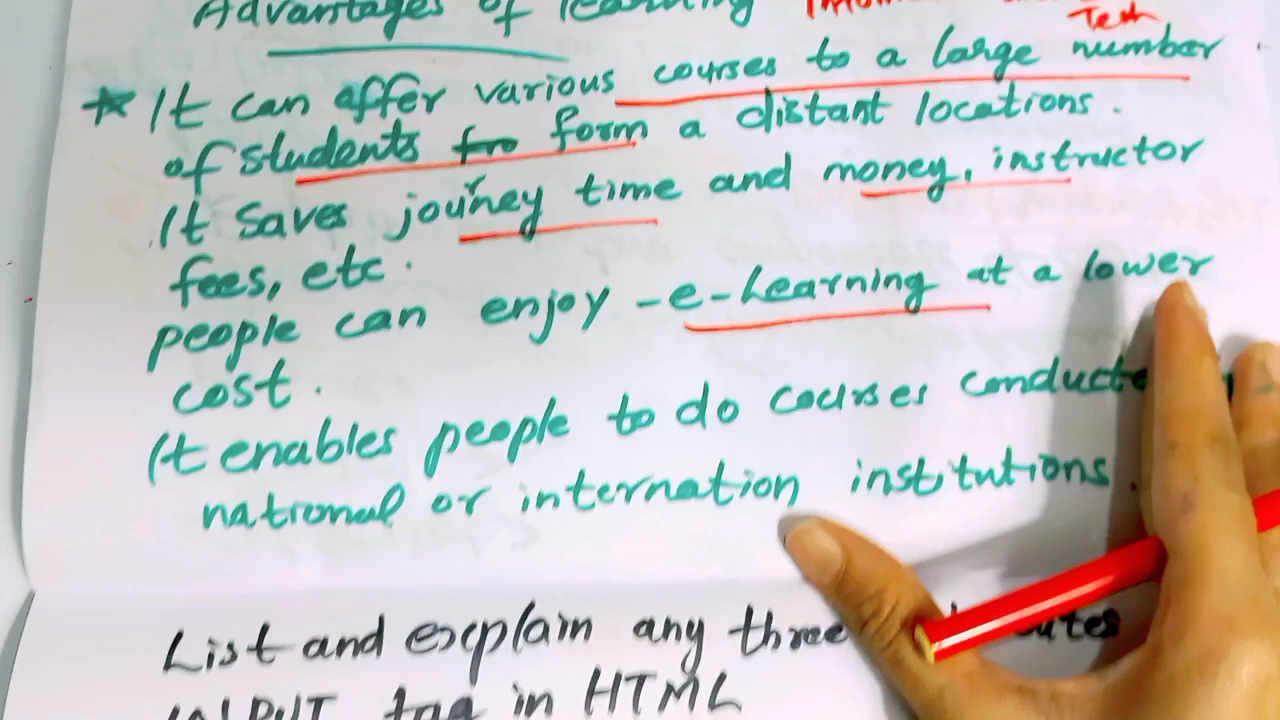 Advantages of learning
Tech
It can affer various courses to a large number
of students fro form a distant locations.
It saves journey time and money, instructor
fees, etc.
people can enjoy -e-Learning at a lower
cost.
It enables people to do courses
national or internation institutions.
List and explain any three
INPUT tag in HTML